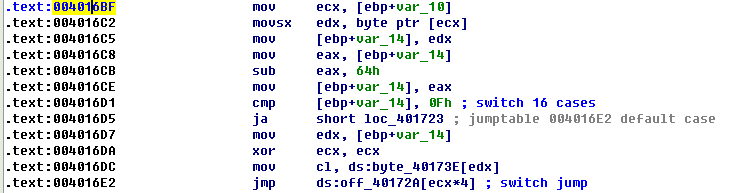 .text:004016BF mov ecx, [ebp+var_10]
.text:004016C2 movsx edx, byte ptr [ecx]
.text:004016C5 mov [ebp+var_14], edx
.text:004016C8 mov eax, [ebp+var_14]
.text:004016CB sub eax, 64h
.text:004016CE mov [ebp+var_14], eax
.text:004016D1 cmp [ebp+var_14], 0Fh ; switch 16 cases
.text:004016D5 ja short loc_401723 ; jumptable 004016E2 default case
.text:004016D7 mov edx, [ebp+var_14]
.text:004016DA xor ecx, ecx
.text:004016DC mov cl, ds:byte_40173E[edx]
.text:004016E2 jmp ds:off_40172A[ecx*4] ; switch jump